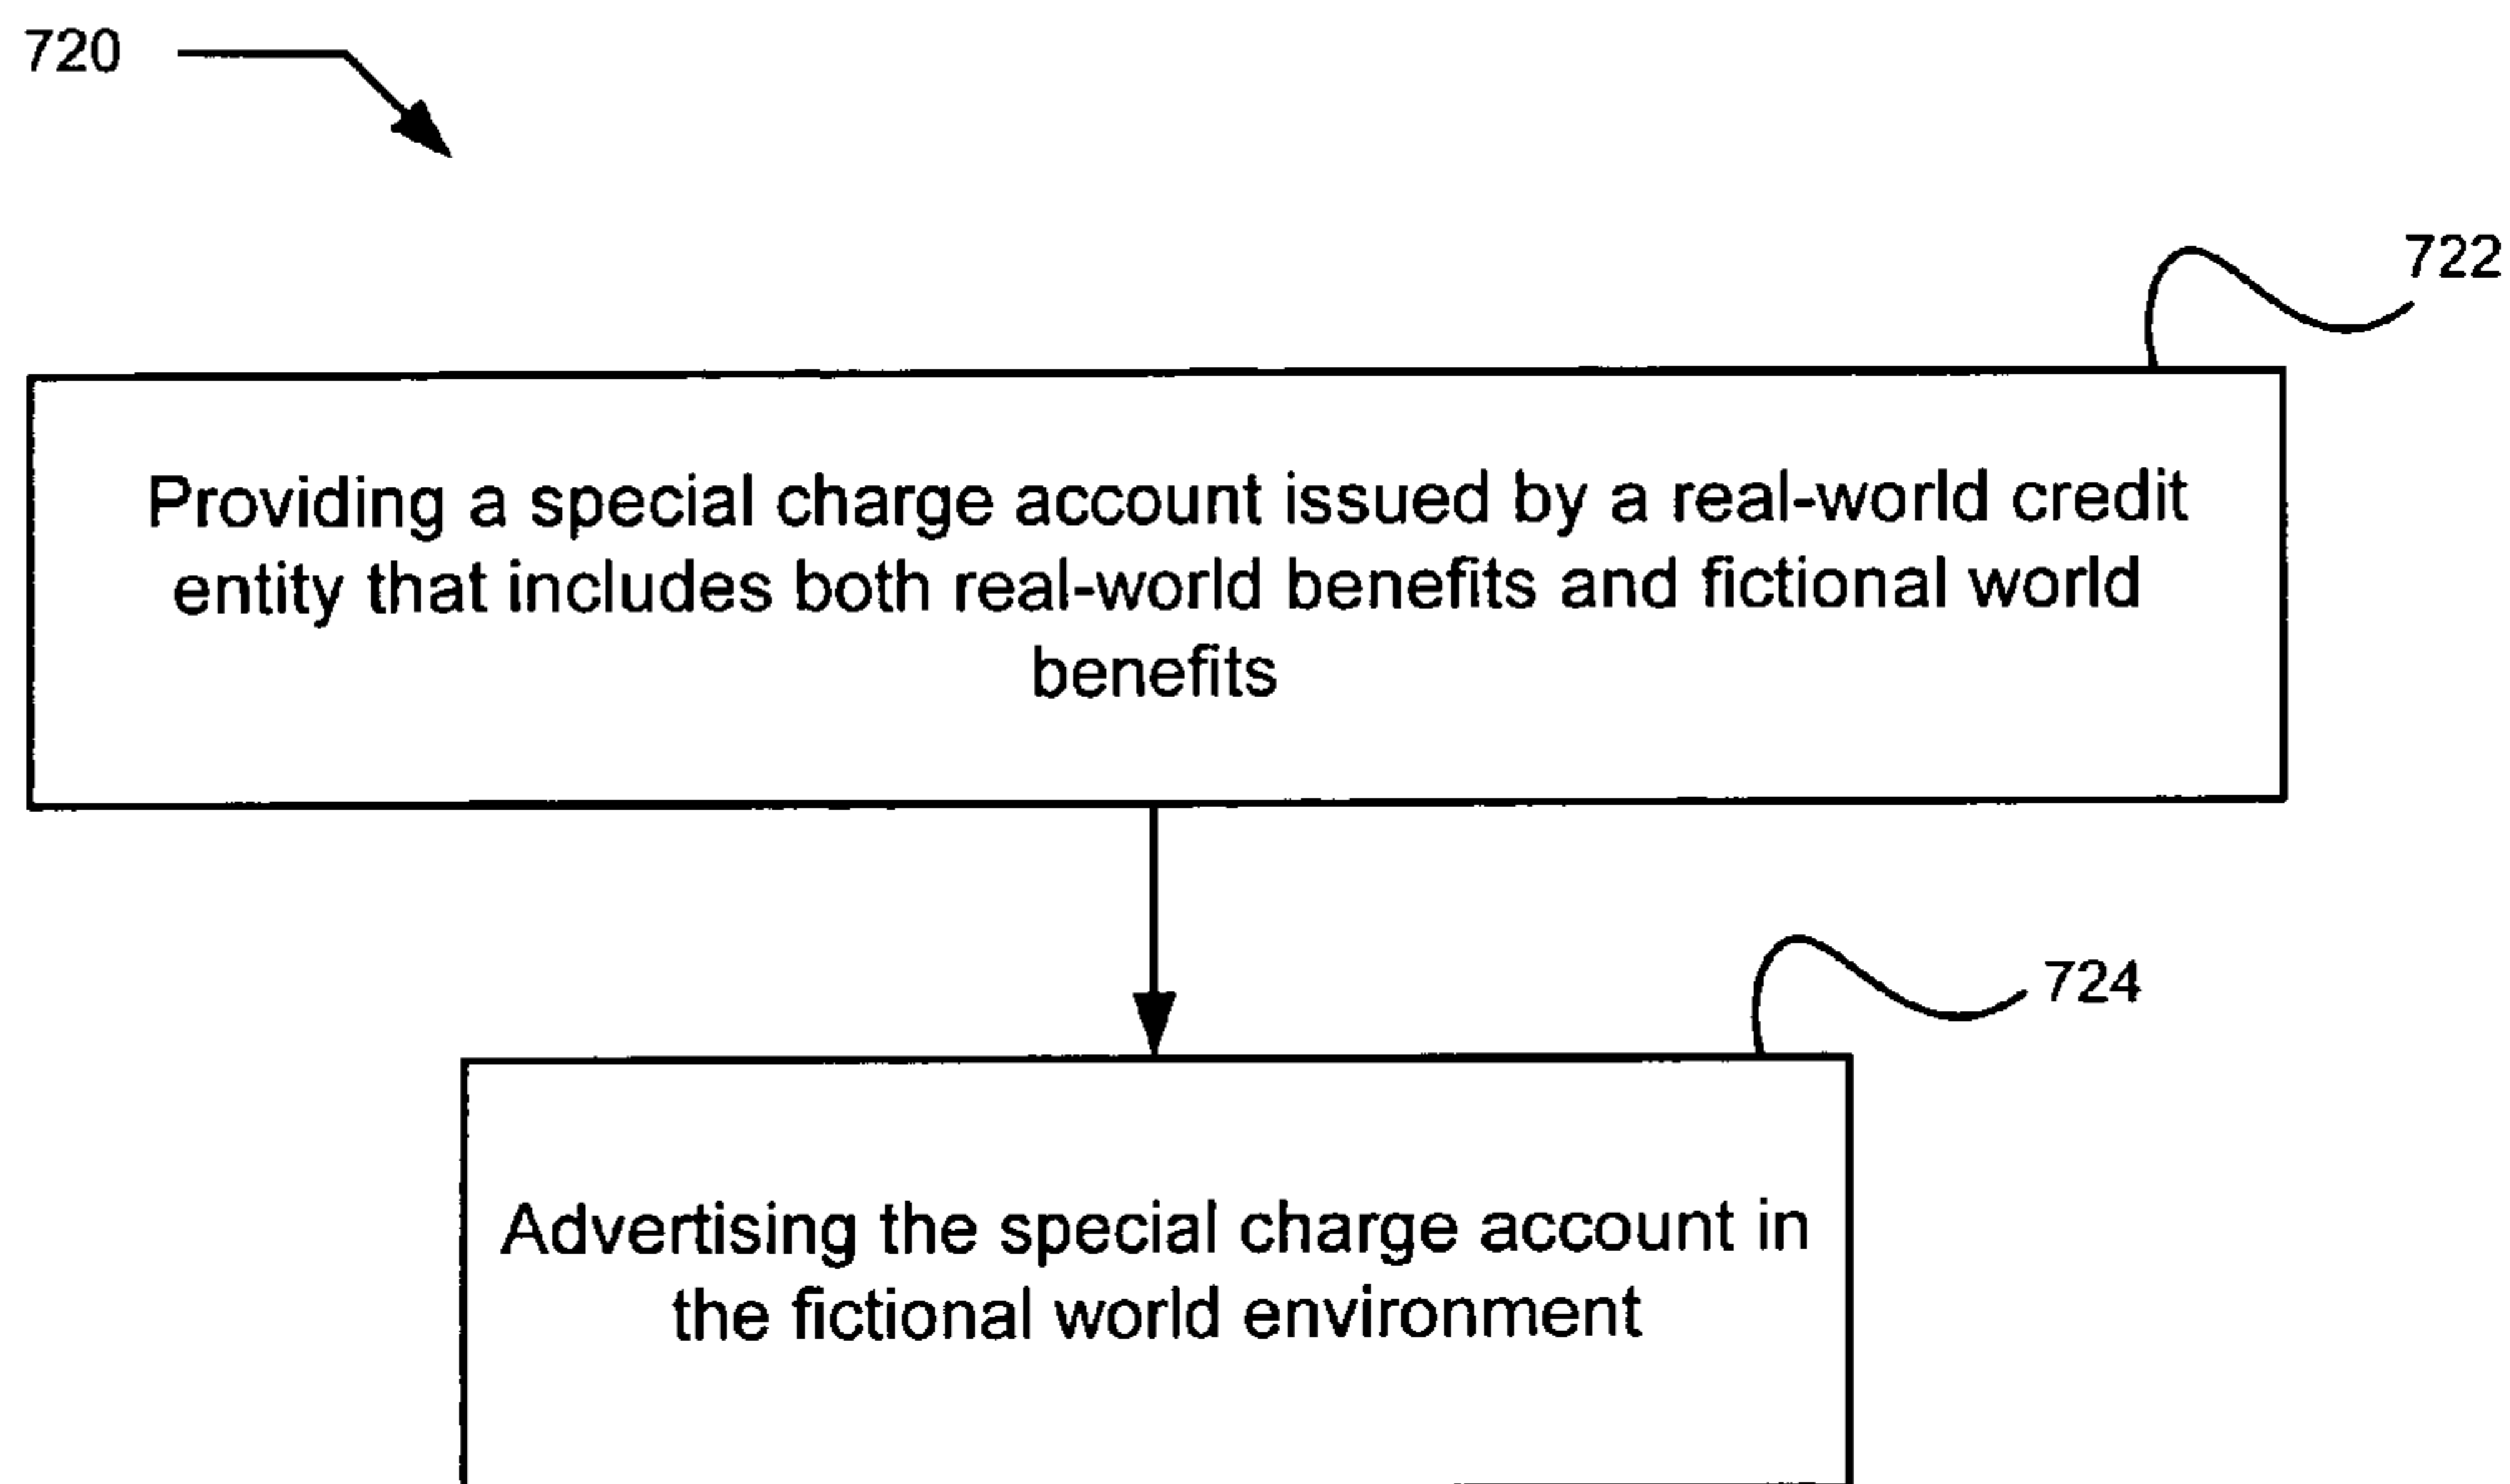 720
722
Providing a special charge account issued by a real-world credit
entity that includes both real-world benefits and fictional world
benefits
724
Advertising the special charge account in
the fictional world environment